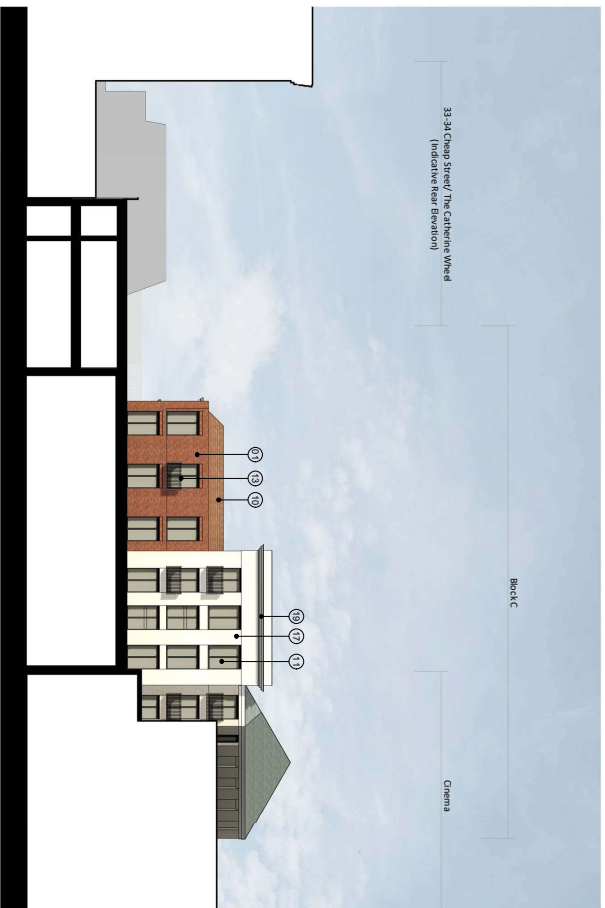 33-34 Cheap Street/ The Catherine Wheel
(Indicative Rear Elevation)
Block C
Cinema
01
13
10
19
17
11